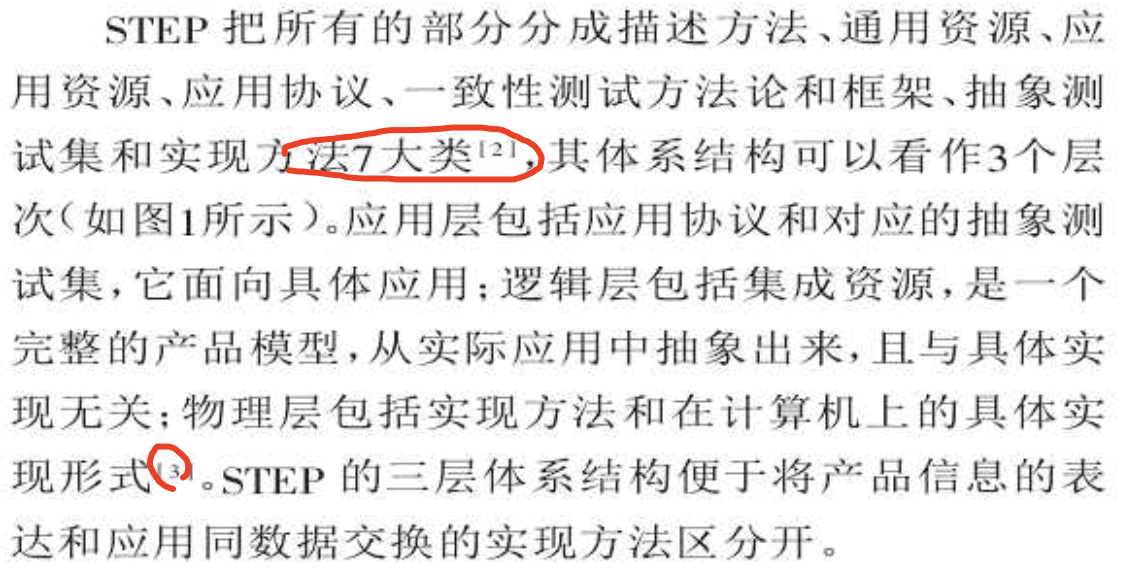 STEP 把所有的部分分成描述方法、通用资源、应
用资源、应用协议、一致性测试方法论和框架、抽象测
试集和实现方法7大类[2],其体系结构可以看作3个层
次(如图1所示)。应用层包括应用协议和对应的抽象测
试集,它面向具体应用;逻辑层包括集成资源,是一个
完整的产品模型,从实际应用中抽象出来,且与具体实
现无关;物理层包括实现方法和在计算机上的具体实
现形式[3]。STEP 的三层体系结构便于将产品信息的表
达和应用同数据交换的实现方法区分开。